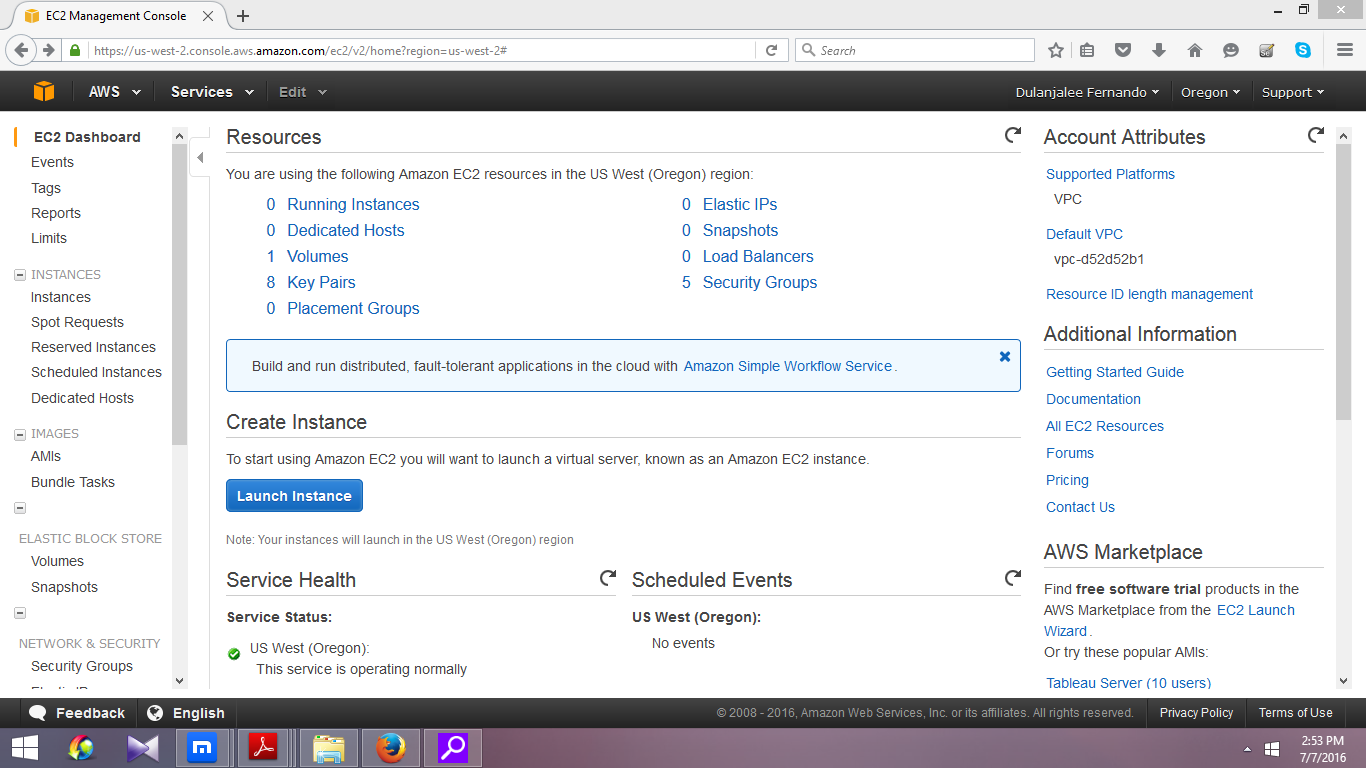 EC2 Management Console
https://us-west-2.console.aws.amazon.com/ec2/v2/home?region=us-west-2#
Search
AWS
Services
Edit
Dulanjalee Fernando
Oregon
Support
EC2 Dashboard
Events
Tags
Reports
Limits
INSTANCES
Instances
Spot Requests
Reserved Instances
Scheduled Instances
Dedicated Hosts
IMAGES
AMIs
Bundle Tasks
ELASTIC BLOCK STORE
Volumes
Snapshots
NETWORK & SECURITY
Security Groups
Resources
You are using the following Amazon EC2 resources in the US West (Oregon) region:
0 Running Instances
0 Elastic IPs
0 Dedicated Hosts
0 Snapshots
1 Volumes
0 Load Balancers
8 Key Pairs
5 Security Groups
0 Placement Groups
Build and run distributed, fault-tolerant applications in the cloud with Amazon Simple Workflow Service.
Create Instance
To start using Amazon EC2 you will want to launch a virtual server, known as an Amazon EC2 instance.
Launch Instance
Note: Your instances will launch in the US West (Oregon) region
Service Health
Service Status:
US West (Oregon):
This service is operating normally
Scheduled Events
US West (Oregon):
No events
Account Attributes
Supported Platforms
VPC
Default VPC
vpc-d52d52b1
Resource ID length management
Additional Information
Getting Started Guide
Documentation
All EC2 Resources
Forums
Pricing
Contact Us
AWS Marketplace
Find free software trial products in the
AWS Marketplace from the EC2 Launch
Wizard.
Or try these popular AMIs:
Tableau Server (10 users)
Feedback
English
© 2008 - 2016, Amazon Web Services, Inc. or its affiliates. All rights reserved.
Privacy Policy
Terms of Use
2:53 PM
7/7/2016